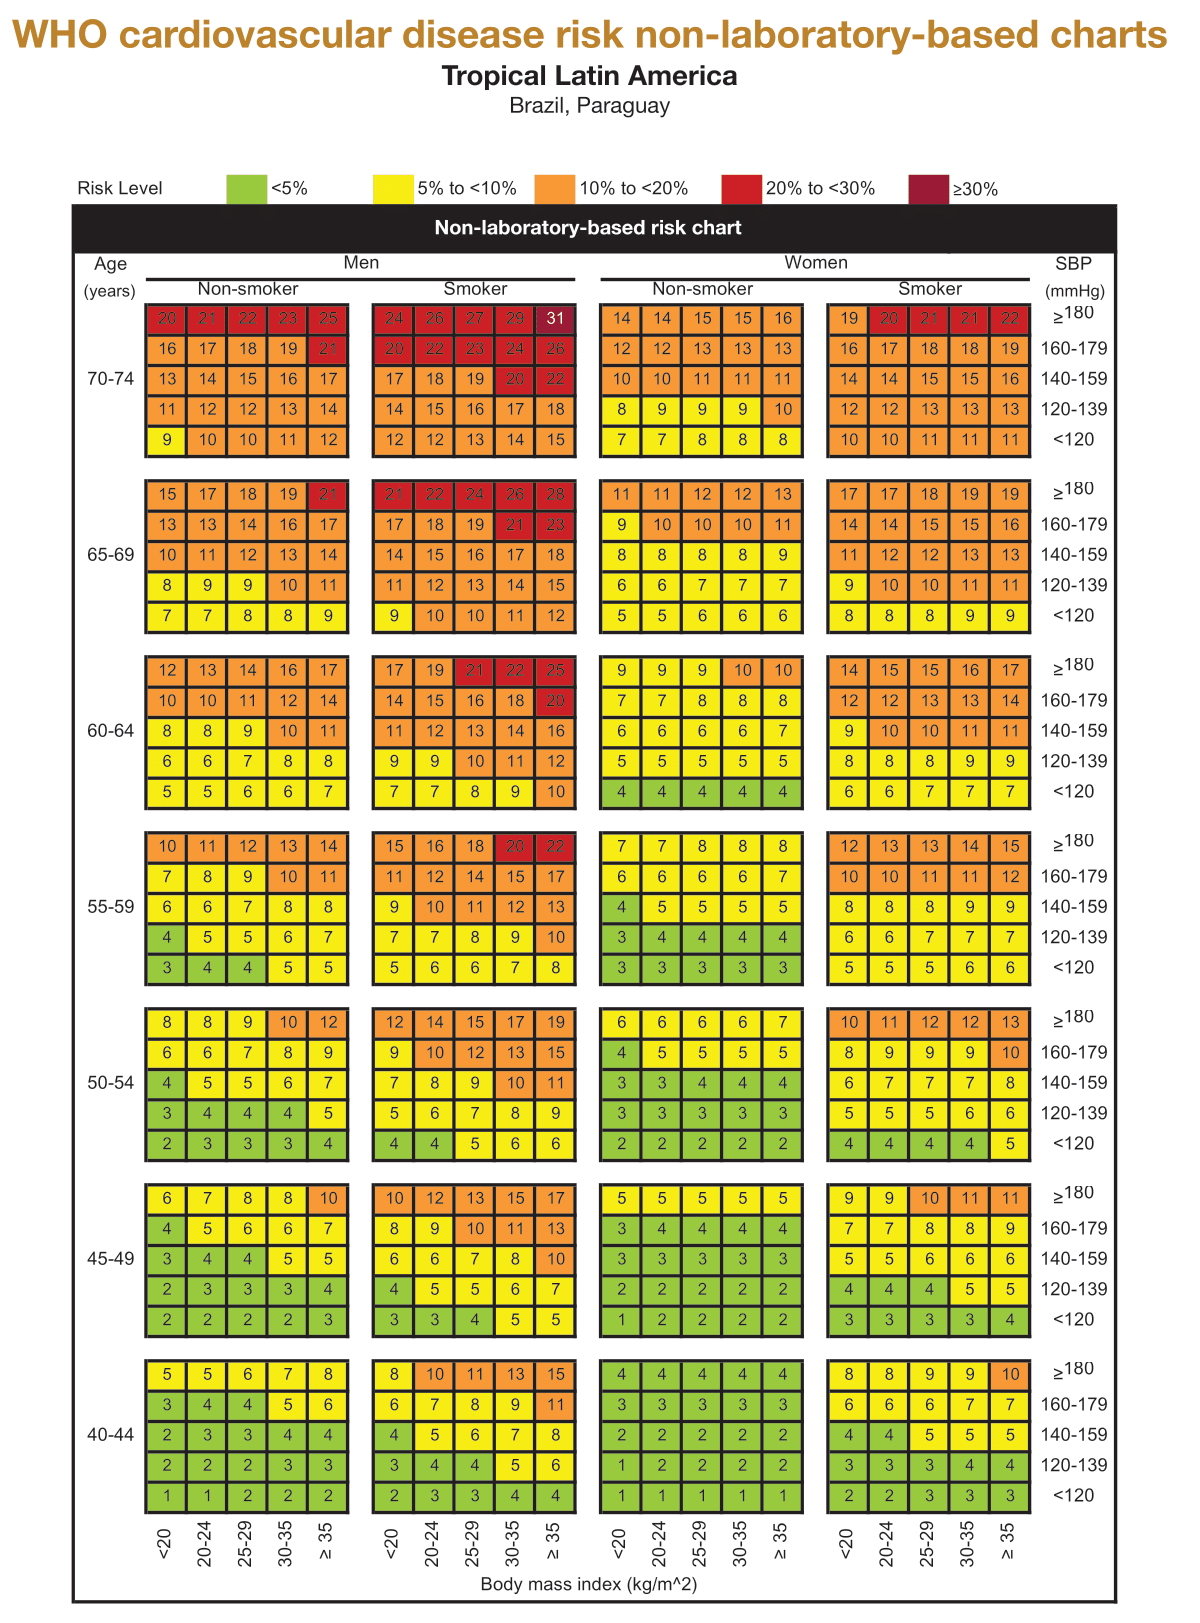 WHO cardiovascular disease risk non-laboratory-based charts
Tropical Latin America
Brazil, Paraguay
Risk Level <5% 5% to <10% 10% to <20% 20% to <30% ≥30%
Non-laboratory-based risk chart
Age Men Women SBP
(years) Non-smoker Smoker Non-smoker Smoker (mmHg)
20 21 22 23 25 24 26 27 29 31 14 14 15 15 16 19 20 21 21 22 ≥180
16 17 18 19 21 20 22 23 24 26 12 12 13 13 13 16 17 18 18 19 160-179
70-74 13 14 15 16 17 17 18 19 20 22 10 10 11 11 11 14 14 15 15 16 140-159
11 12 12 13 14 14 15 16 17 18 8 9 9 9 10 12 12 13 13 13 120-139
9 10 10 11 12 12 12 13 14 15 7 7 8 8 8 10 10 11 11 11 <120
15 17 18 19 21 21 22 24 26 28 11 11 12 12 13 17 17 18 19 19 ≥180
13 13 14 16 17 17 18 19 21 23 9 10 10 10 11 14 14 15 15 16 160-179
65-69 10 11 12 13 14 14 15 16 17 18 8 8 8 8 9 11 12 12 13 13 140-159
8 9 9 10 11 11 12 13 14 15 6 6 7 7 7 9 10 10 11 11 120-139
7 7 8 8 9 9 10 10 11 12 5 5 6 6 6 8 8 8 9 9 <120
12 13 14 16 17 17 19 21 22 25 9 9 9 10 10 14 15 15 16 17 ≥180
10 10 11 12 14 14 15 16 18 20 7 7 8 8 8 12 12 13 13 14 160-179
60-64 8 8 9 10 11 11 12 13 14 16 6 6 6 6 7 9 10 10 11 11 140-159
6 6 7 8 8 9 9 10 11 12 5 5 5 5 5 8 8 8 9 9 120-139
5 5 6 6 7 7 7 8 9 10 4 4 4 4 4 6 6 7 7 7 <120
10 11 12 13 14 15 16 18 20 22 7 7 8 8 8 12 13 13 14 15 ≥180
7 8 9 10 11 11 12 14 15 17 6 6 6 6 7 10 10 11 11 12 160-179
55-59 6 6 7 8 8 9 10 11 12 13 4 5 5 5 5 8 8 8 9 9 140-159
4 5 5 6 7 7 7 8 9 10 3 4 4 4 4 6 6 7 7 7 120-139
3 4 4 5 5 5 6 6 7 8 3 3 3 3 3 5 5 5 6 6 <120
8 8 9 10 12 12 14 15 17 19 6 6 6 6 7 10 11 12 12 13 ≥180
6 6 7 8 9 9 10 12 13 15 4 5 5 5 5 8 9 9 9 10 160-179
50-54 4 5 5 6 7 7 8 9 10 11 3 3 4 4 4 6 7 7 7 8 140-159
3 4 4 4 5 5 6 7 8 9 3 3 3 3 3 5 5 5 6 6 120-139
2 3 3 3 4 4 4 5 6 6 2 2 2 2 2 4 4 4 4 5 <120
6 7 8 8 10 10 12 13 15 17 5 5 5 5 5 9 9 10 11 11 ≥180
4 5 6 6 7 8 9 10 11 13 3 4 4 4 4 7 7 8 8 9 160-179
45-49 3 4 4 5 5 6 6 7 8 10 3 3 3 3 3 5 5 6 6 6 140-159
2 3 3 3 4 4 5 5 6 7 2 2 2 2 2 4 4 4 5 5 120-139
2 2 2 2 3 3 3 4 5 5 1 2 2 2 2 3 3 3 3 4 <120
5 5 6 7 8 8 10 11 13 15 4 4 4 4 4 8 8 9 9 10 ≥180
3 4 4 5 6 6 7 8 9 11 3 3 3 3 3 6 6 6 7 7 160-179
40-44 2 3 3 4 4 4 5 6 7 8 2 2 2 2 2 4 4 5 5 5 140-159
2 2 2 3 3 3 4 4 5 6 1 2 2 2 2 3 3 3 4 4 120-139
1 1 2 2 2 2 3 3 4 4 1 1 1 1 1 2 2 3 3 3 <120
<20 20-24 25-29 30-35 ≥ 35 <20 20-24 25-29 30-35 ≥ 35 <20 20-24 25-29 30-35 ≥ 35 <20 20-24 25-29 30-35 ≥ 35
Body mass index (kg/m^2)